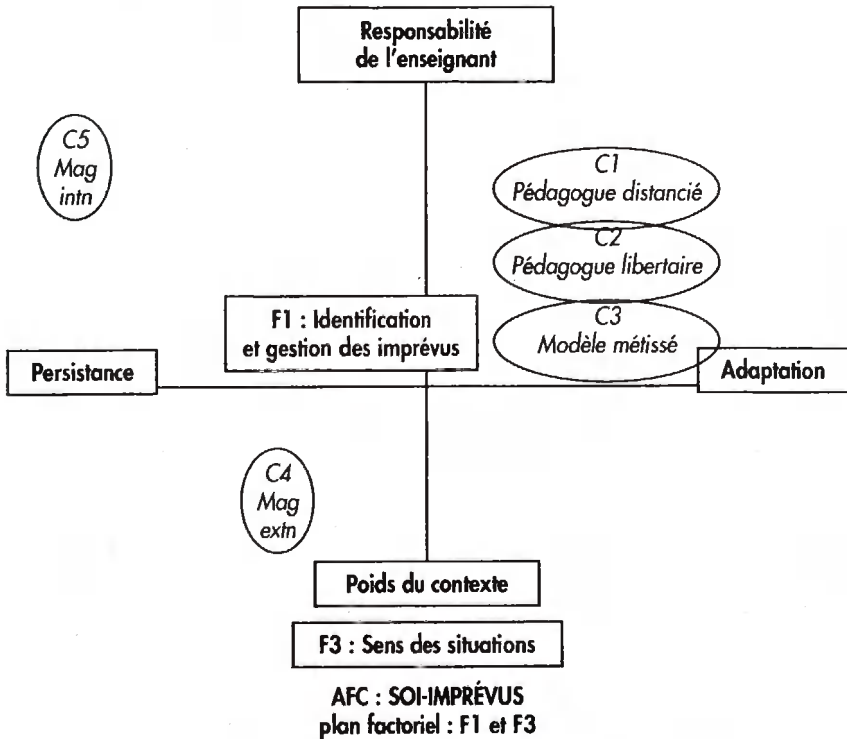 Responsabilité
de l'enseignant
C5
Mag
intn
C1
Pédagogue distancié
C2
Pédagogue libertaire
C3
Modèle métissé
F1 : Identification
et gestion des imprévus
Persistance
Adaptation
C4
Mag
extn
Poids du contexte
F3 : Sens des situations
AFC : SOI-IMPRÉVUS
plan factoriel : F1 et F3